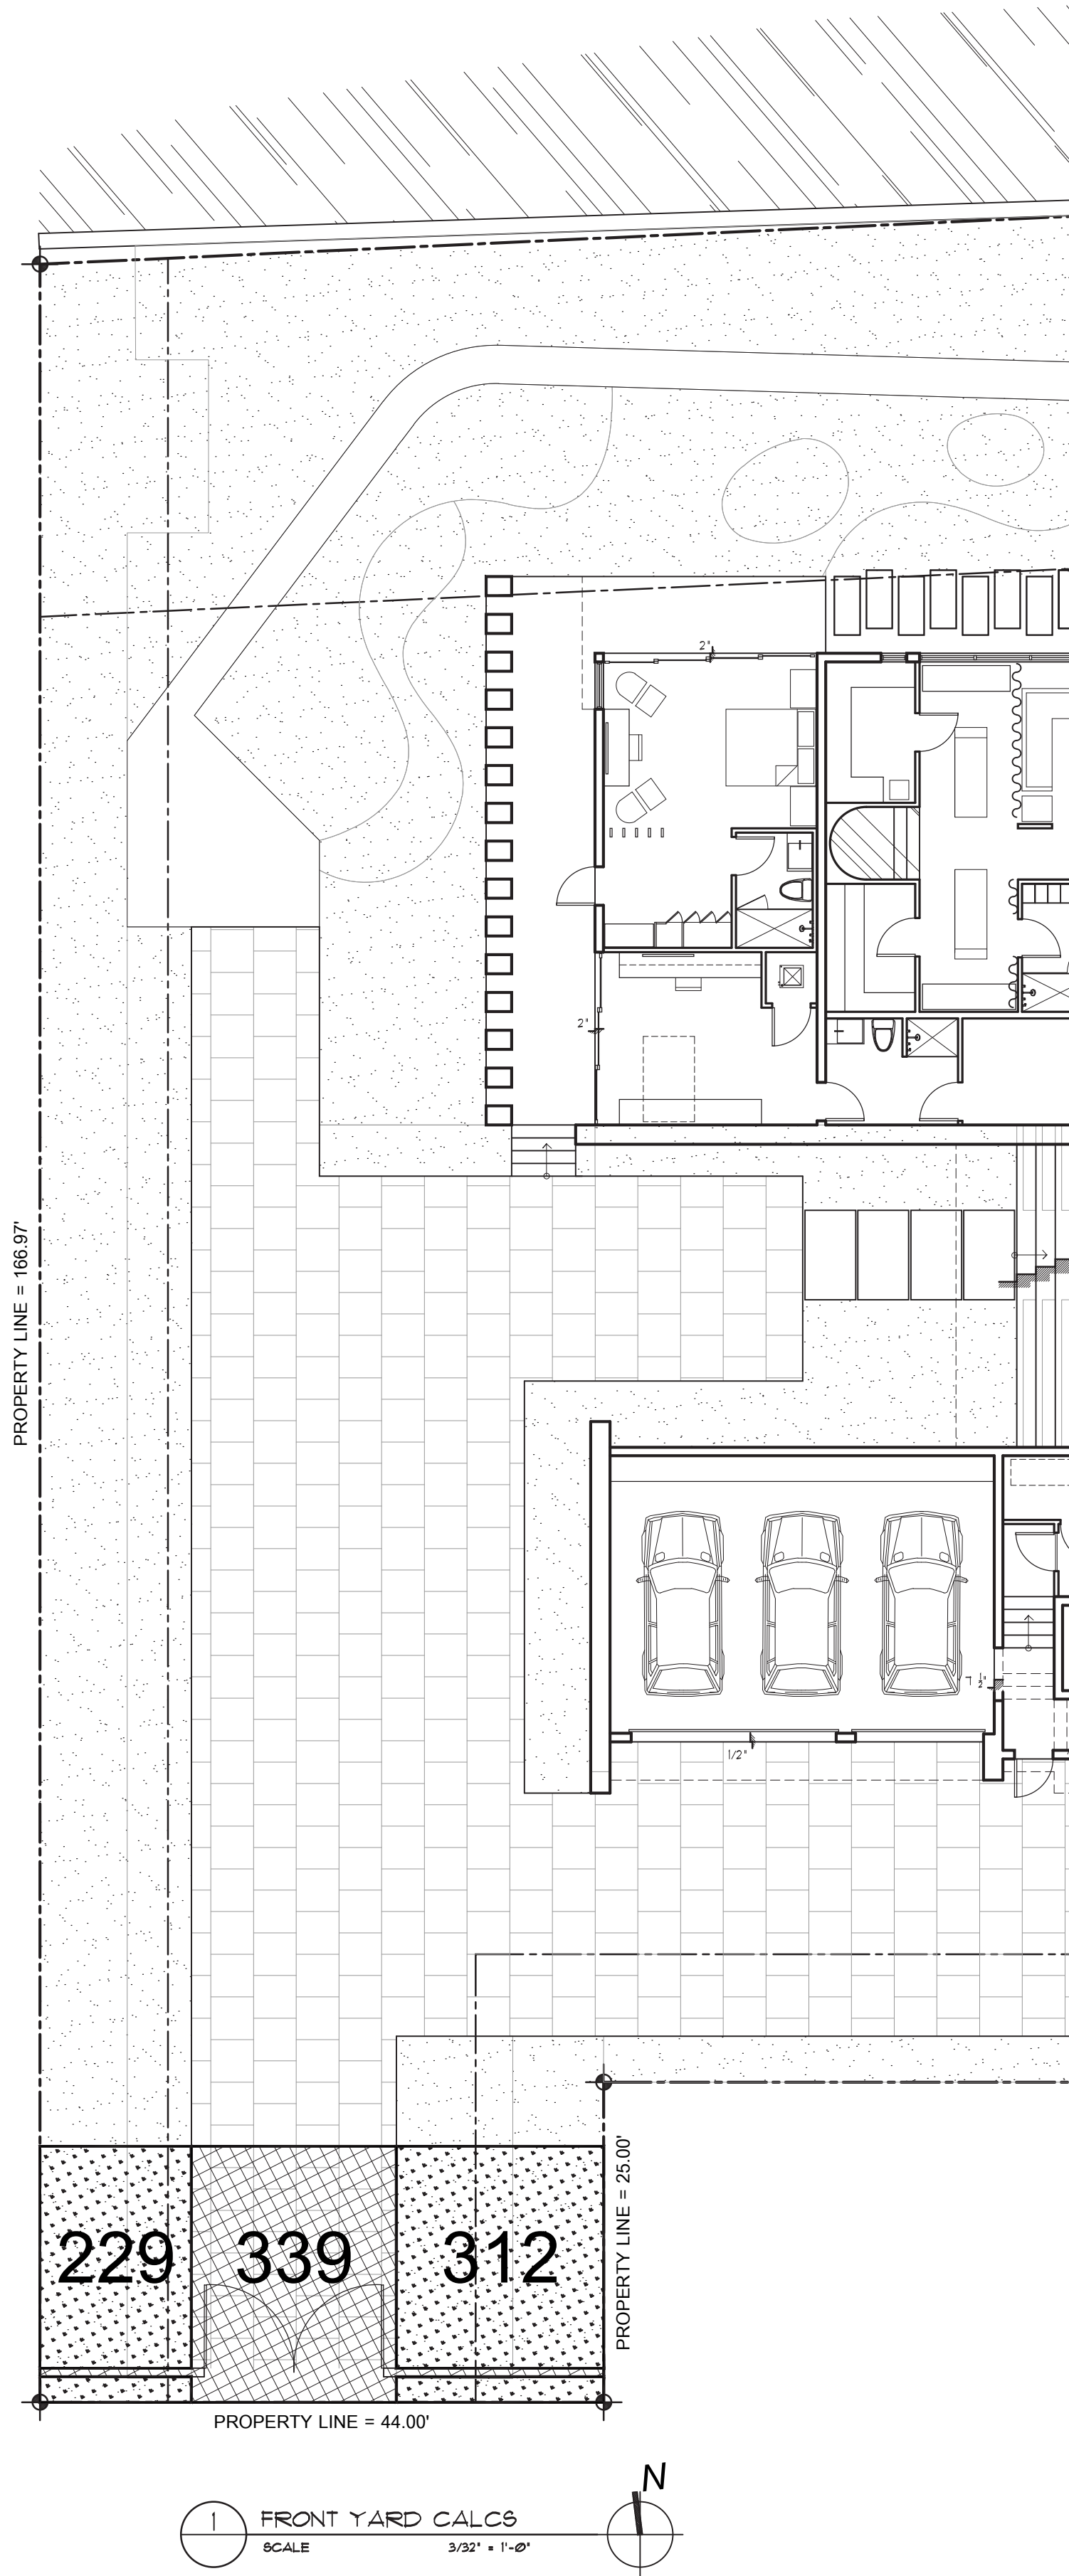 2"
2"
PROPERTY LINE = 166.97'
1/2"
1/2"
PROPERTY LINE = 25.00'
229 339 312
PROPERTY LINE = 44.00'
N
1 FRONT YARD CALCS
SCALE 3/32" = 1'-0"